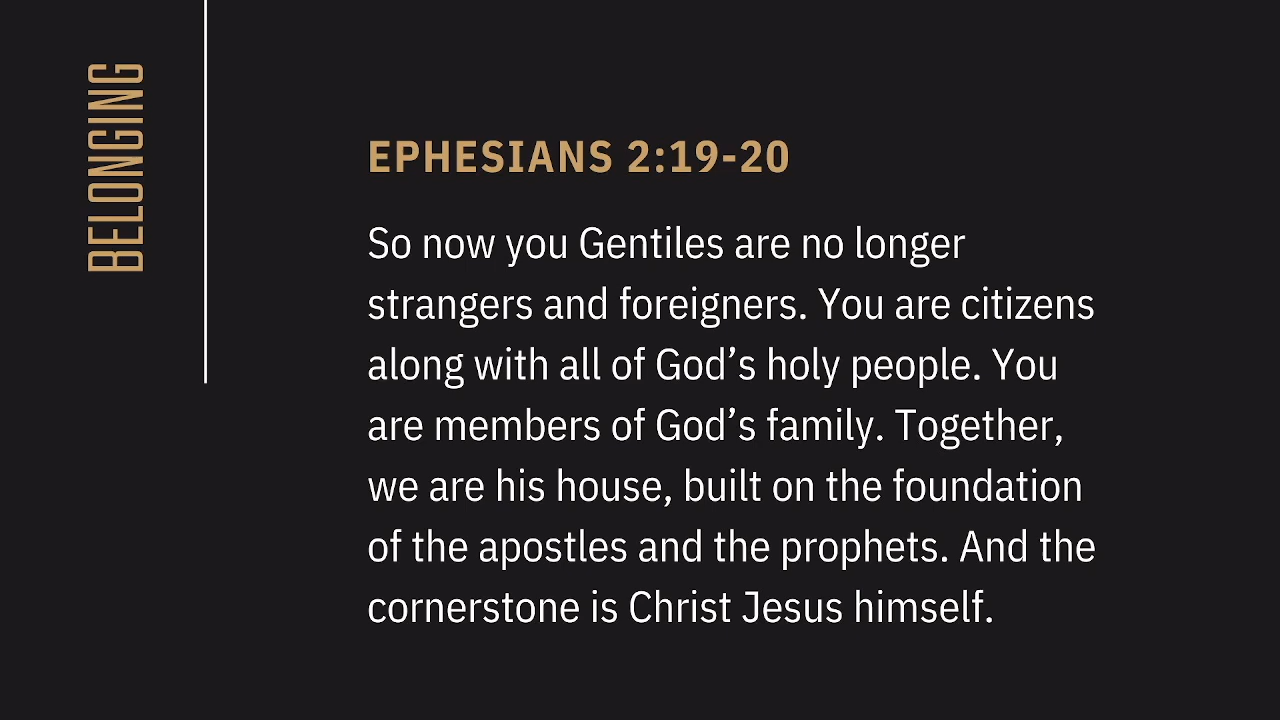 BELONGING
EPHESIANS 2:19-20
So now you Gentiles are no longer
strangers and foreigners. You are citizens
along with all of God’s holy people. You
are members of God’s family. Together,
we are his house, built on the foundation
of the apostles and the prophets. And the
cornerstone is Christ Jesus himself.